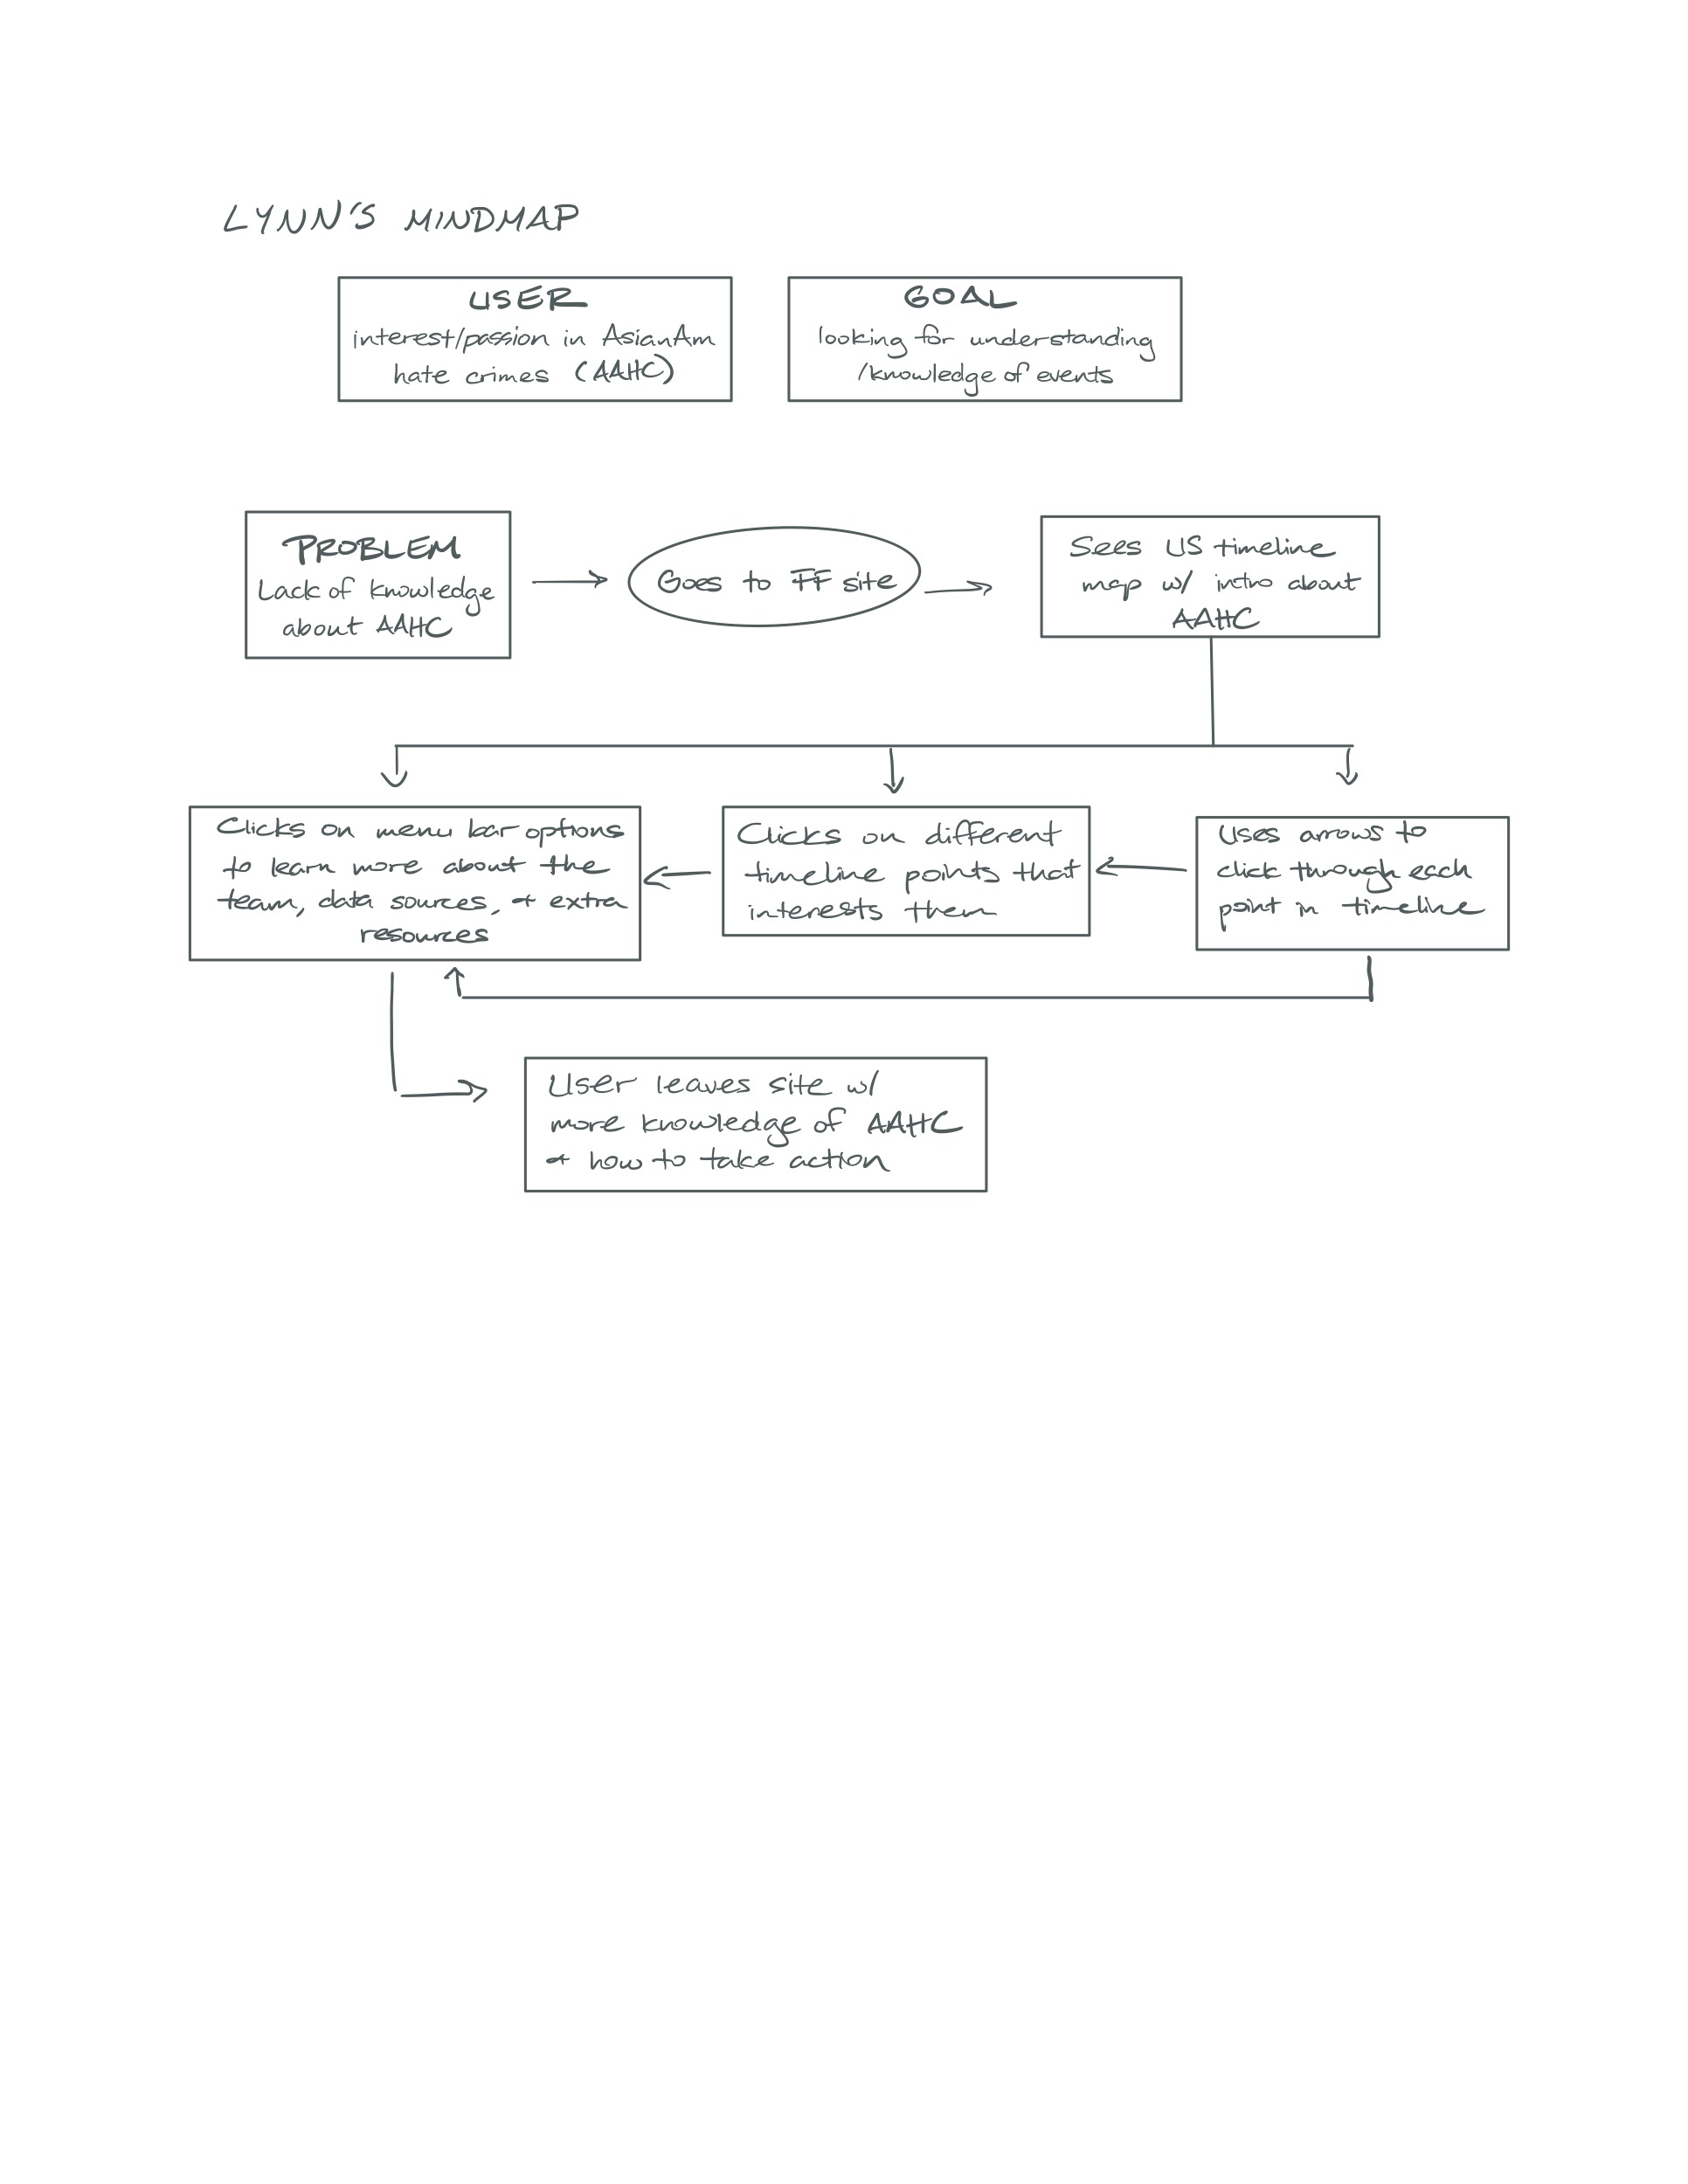 LYNN'S MINDMAP
USER
interest/passion in AsianAm
hate crimes (AAHC)
GOAL
looking for understanding
/knowledge of events
PROBLEM
Lack of knowledge
about AAHC
Goes to FF site
Sees US timeline
map w/ intro about
AAHC
Clicks on menu bar options
to learn more about the
team, data sources, + extra
resources
Clicks on different
timeline points that
interests them
Uses arrows to
click through each
point in timeline
User leaves site w/
more knowledge of AAHC
+ how to take action